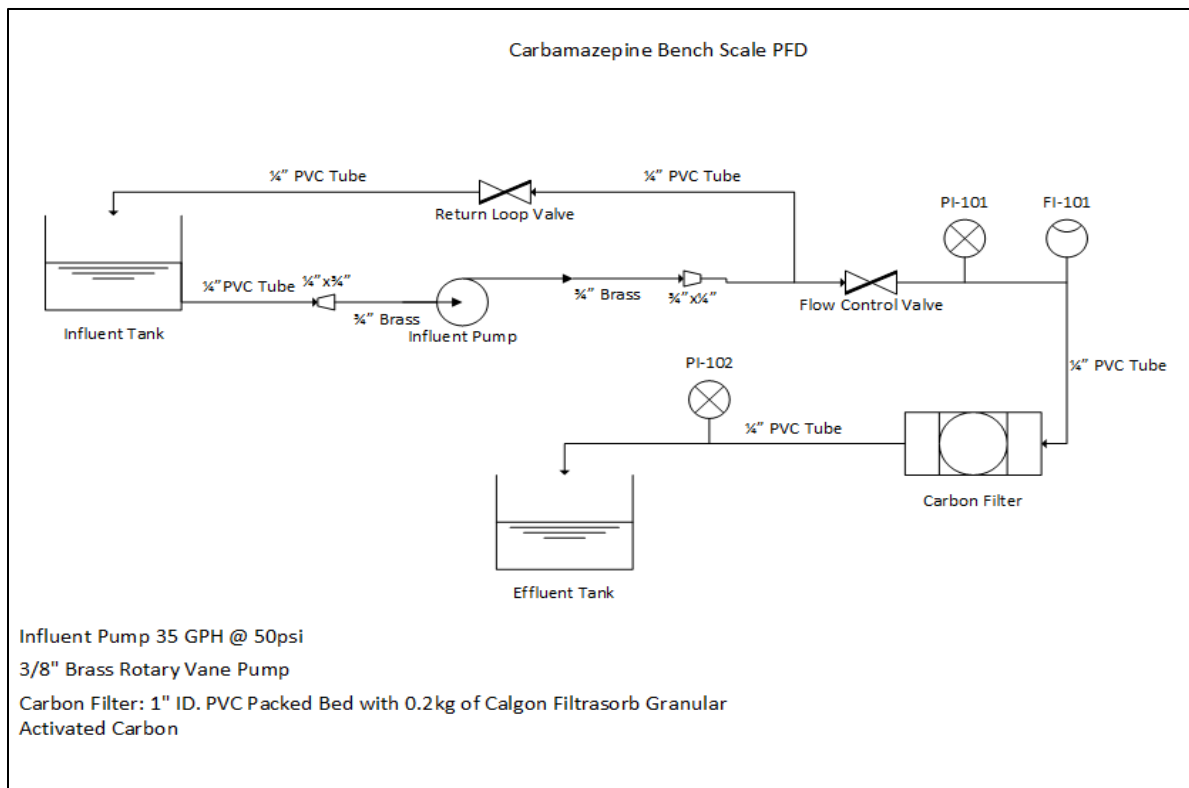 Carbamazepine Bench Scale PFD
¼” PVC Tube
¼” PVC Tube
Return Loop Valve
PI-101
FI-101
¼”PVC Tube
¼”x¾”
¾” Brass
¾”x¼”
Flow Control Valve
Influent Tank
¾” Brass
Influent Pump
PI-102
¼” PVC Tube
¼” PVC Tube
Carbon Filter
Effluent Tank
Influent Pump 35 GPH @ 50psi
3/8" Brass Rotary Vane Pump
Carbon Filter: 1" ID. PVC Packed Bed with 0.2kg of Calgon Filtrasorb Granular
Activated Carbon